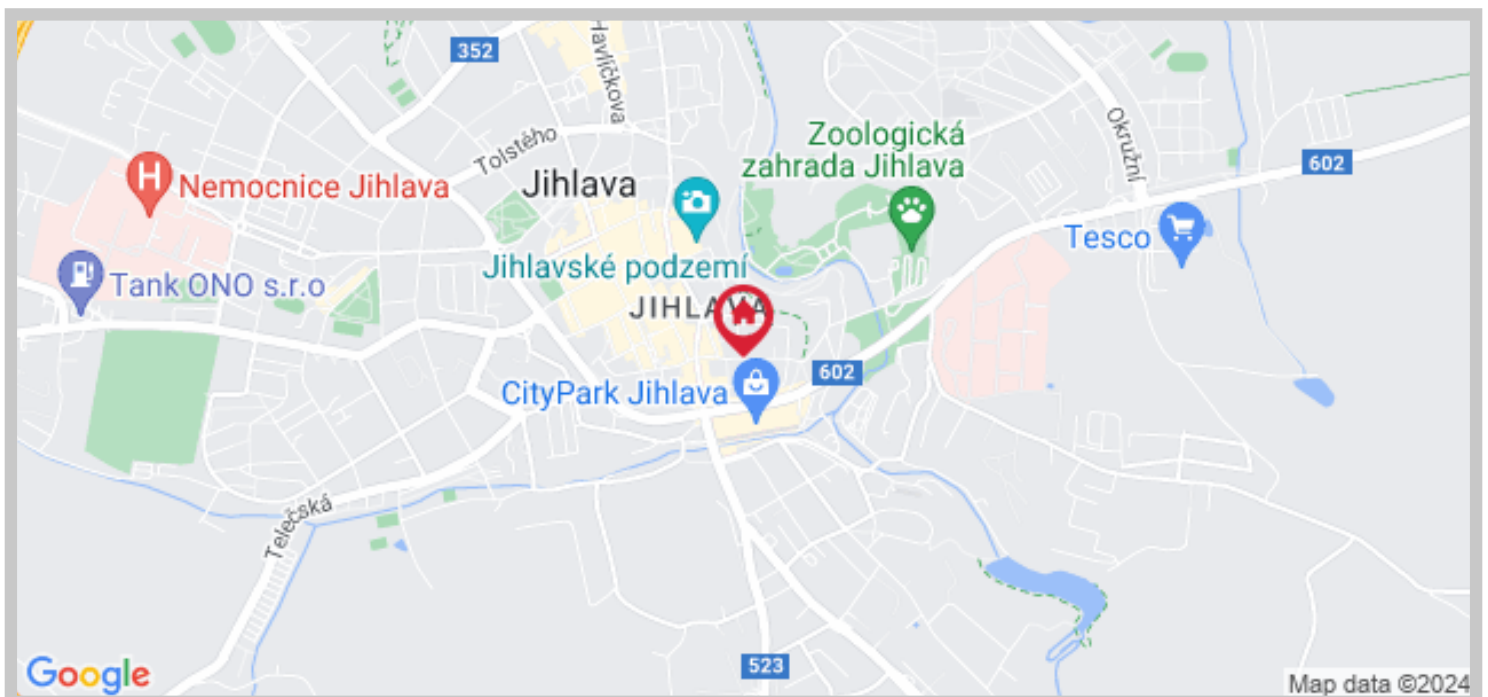 352
Havlíčkova
Tolstého
Okružní
Zoologická
zahrada Jihlava
602
Nemocnice Jihlava
Jihlava
Tesco
Jihlavské podzemí
Tank ONO s.r.o
JIHLAVA
602
CityPark Jihlava
Telečská
523
Google
Map data ©2024